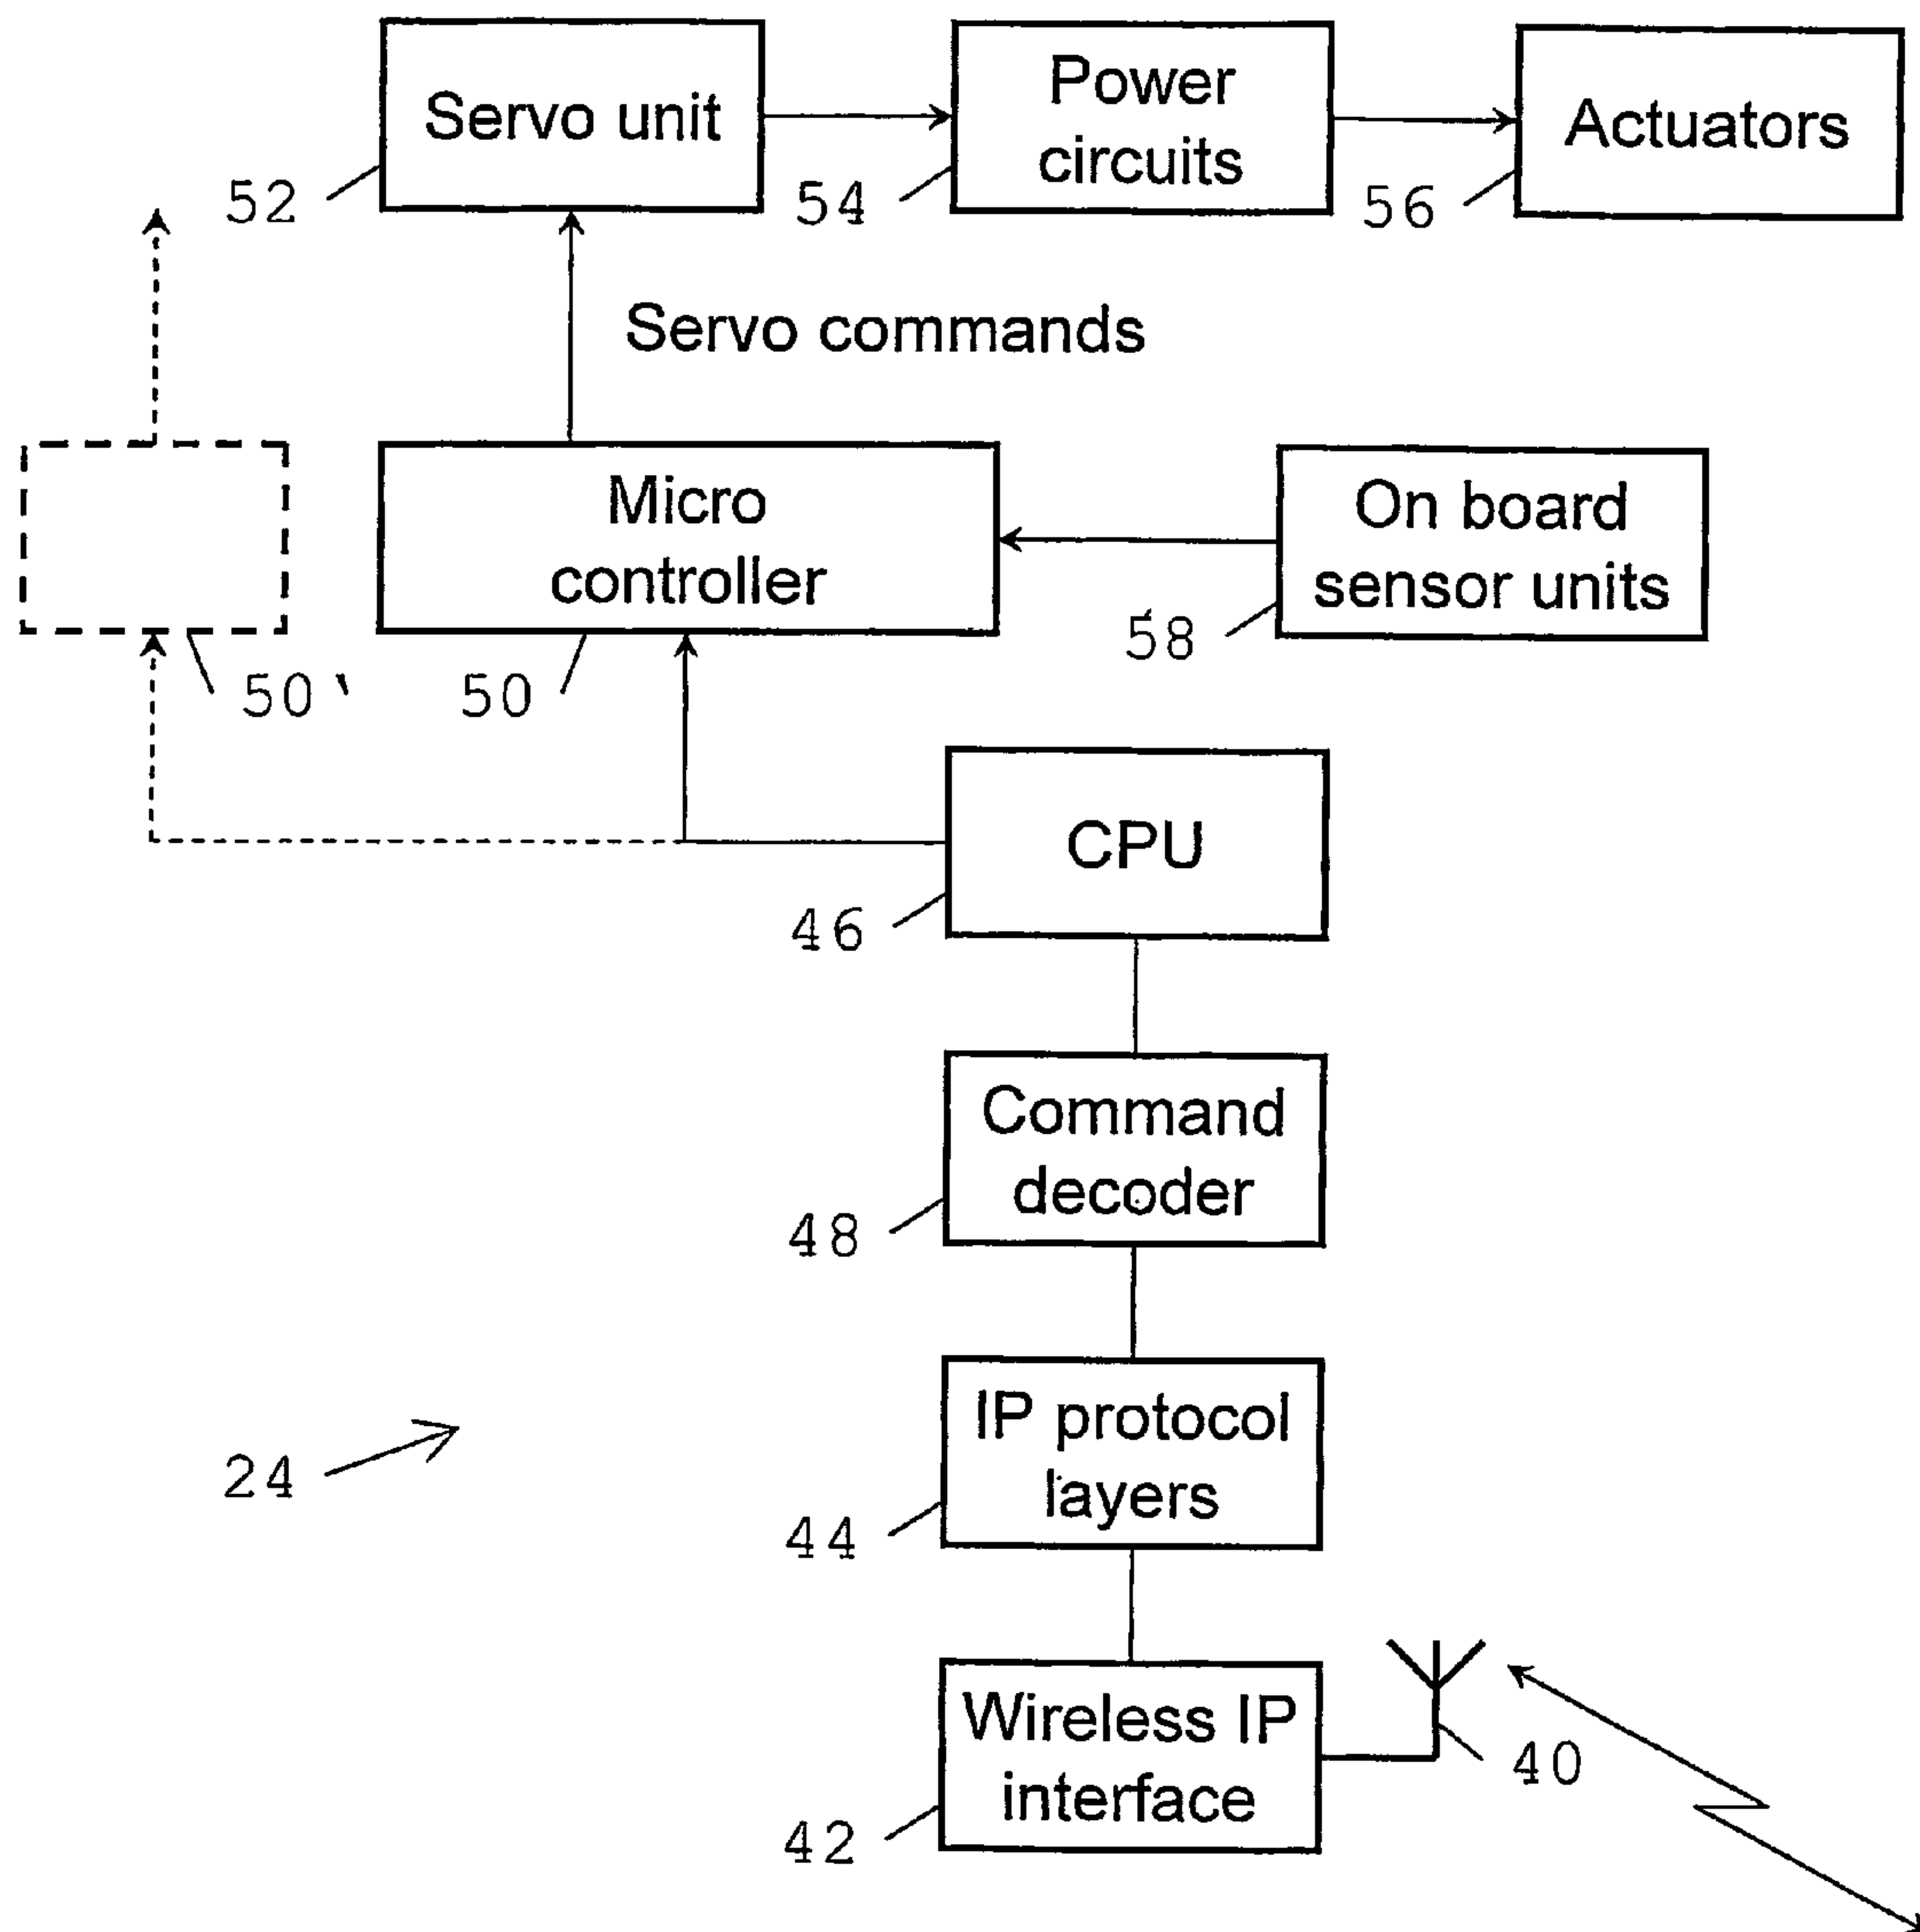 Servo unit
Power
circuits
Actuators
52
54
56
Servo commands
Micro
controller
On board
sensor units
58
50'
50
CPU
46
Command
decoder
48
IP protocol
layers
24
44
Wireless IP
interface
40
42